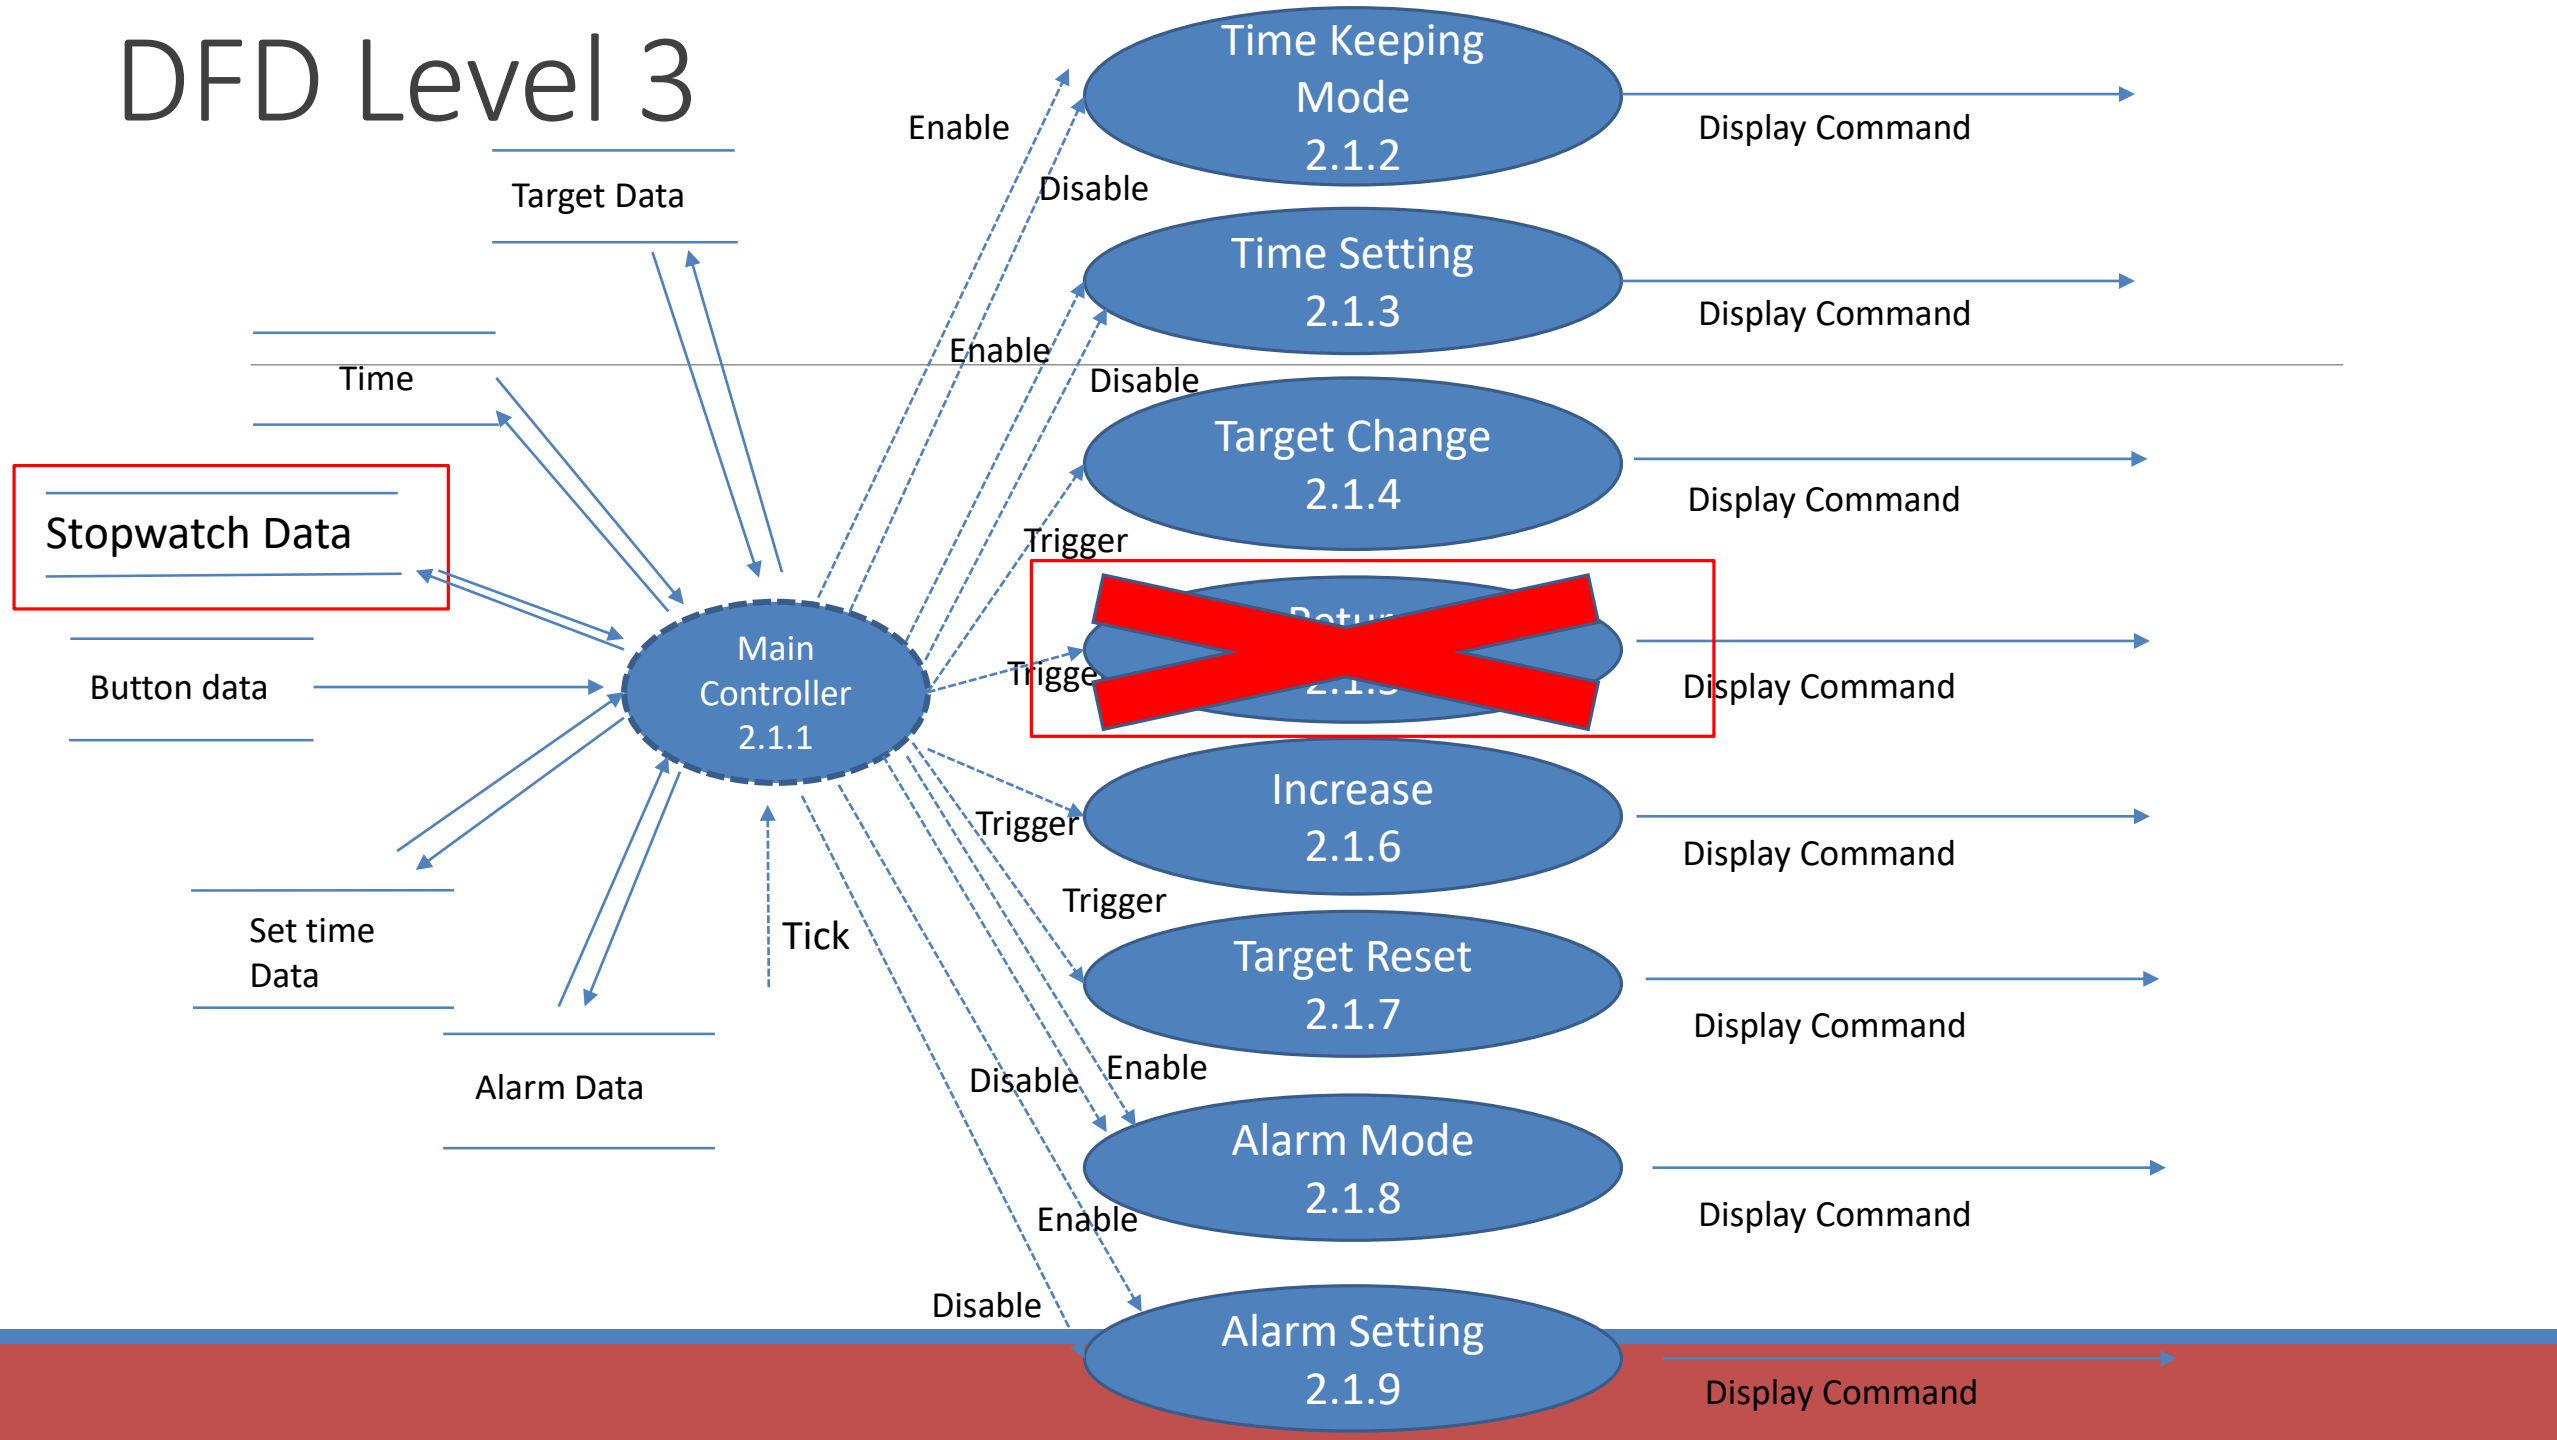 DFD Level 3
Target Data
Time
Stopwatch Data
Button data
Set time
Data
Alarm Data
Main
Controller
2.1.1
Tick
Enable
Disable
Enable
Disable
Trigger
Trigger
Trigger
Disable
Enable
Enable
Disable
Time Keeping
Mode
2.1.2
Display Command
Time Setting
2.1.3
Display Command
Target Change
2.1.4
Display Command
Display Command
Increase
2.1.6
Display Command
Target Reset
2.1.7
Display Command
Alarm Mode
2.1.8
Display Command
Alarm Setting
2.1.9
Display Command